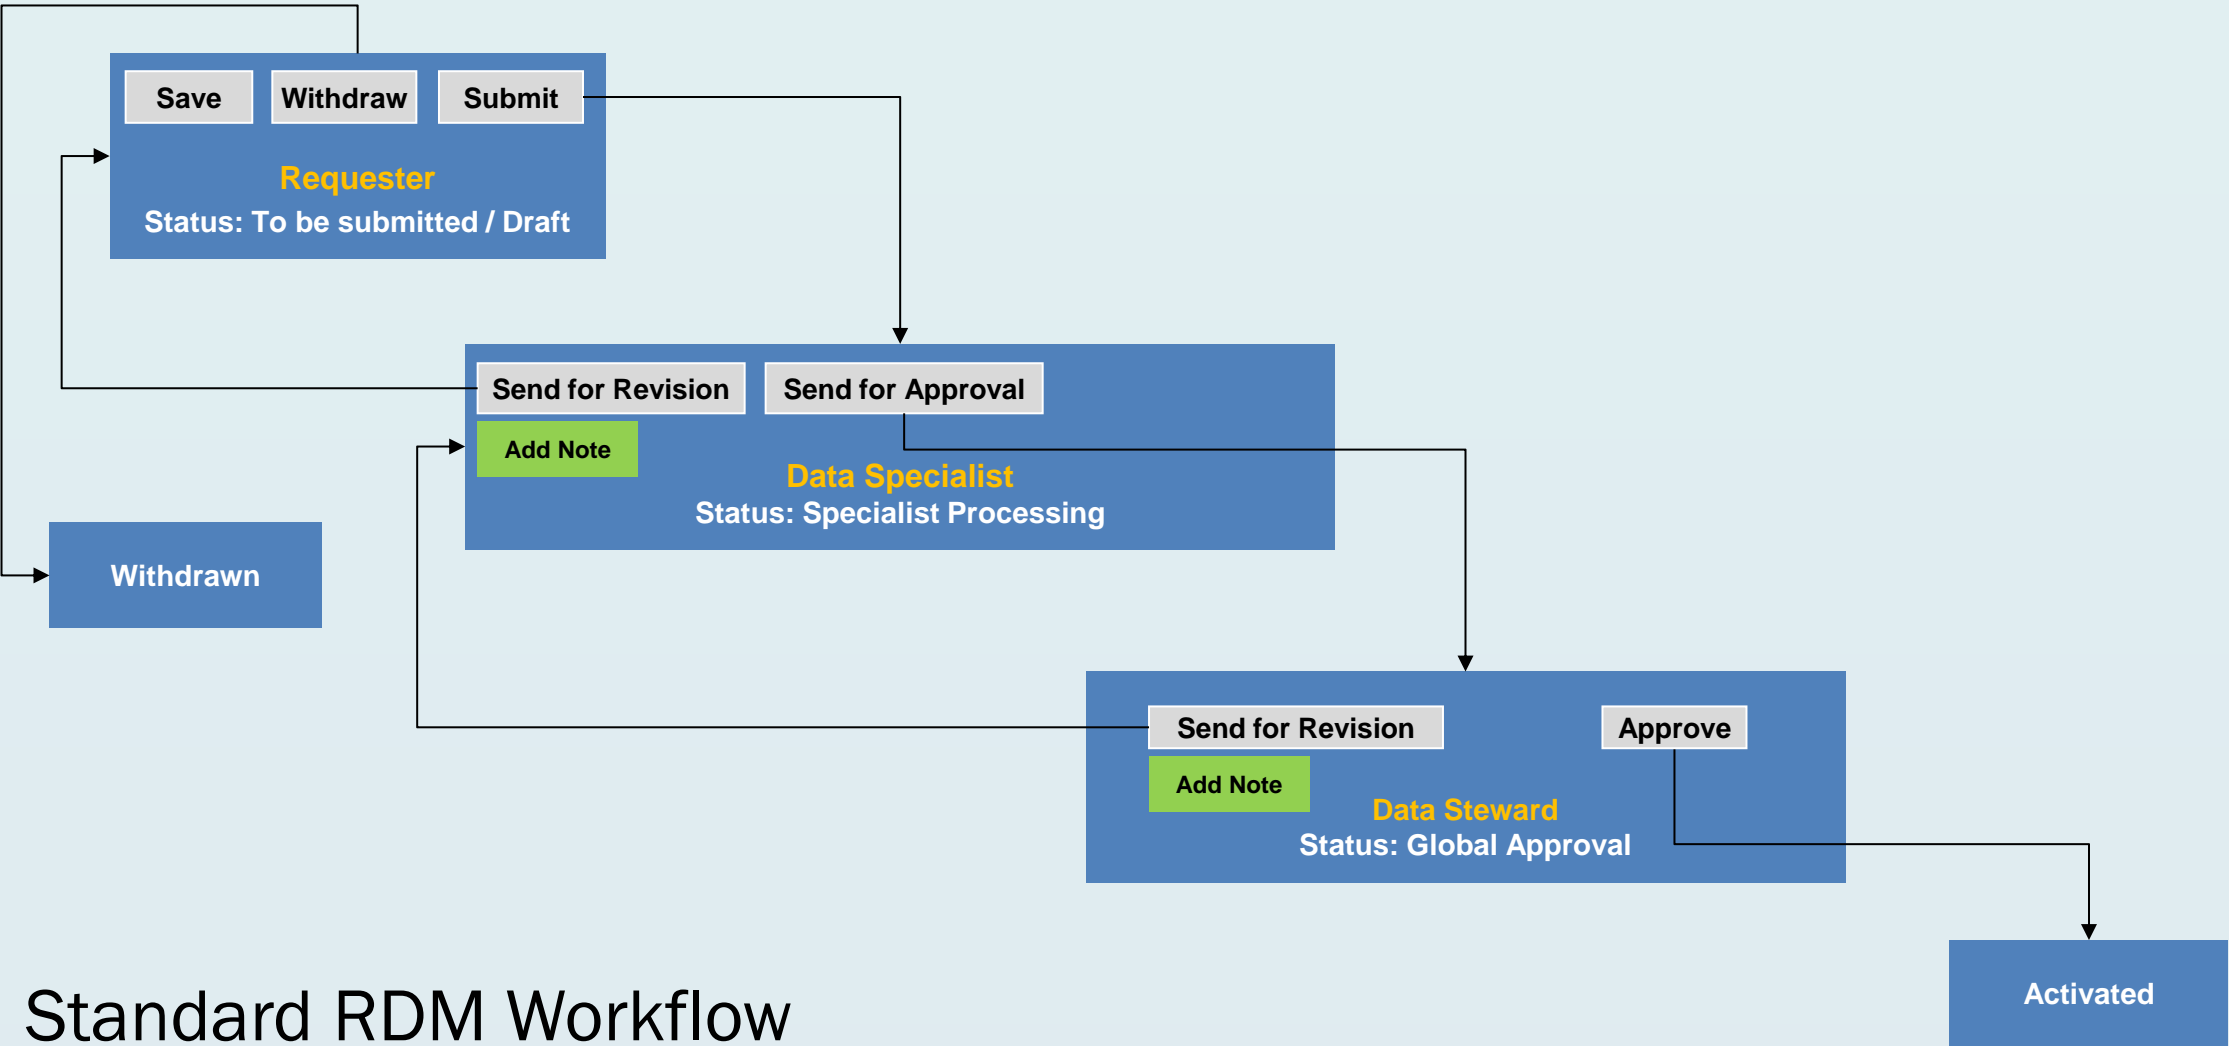 Save
Withdraw
Submit
Requester
Status: To be submitted / Draft
Send for Revision
Send for Approval
Add Note
Data Specialist
Status: Specialist Processing
Withdrawn
Send for Revision
Approve
Add Note
Data Steward
Status: Global Approval
Activated
Standard RDM Workflow